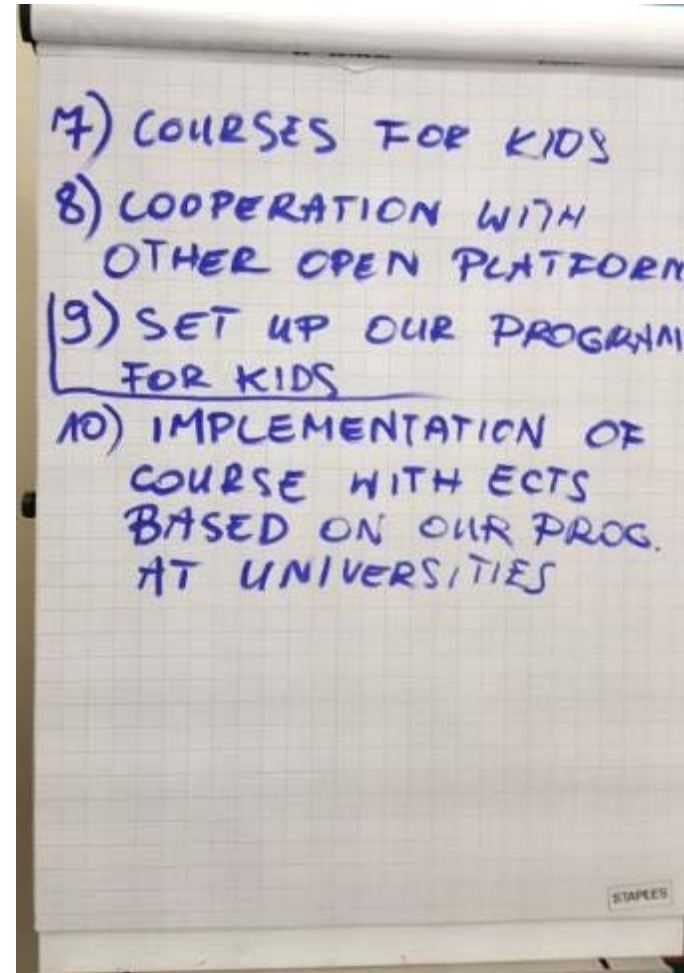 7) COURSES FOR KIDS
8) COOPERATION WITH
OTHER OPEN PLATFORM
9) SET UP OUR PROGRAM
FOR KIDS
10) IMPLEMENTATION OF
COURSE WITH ECTS
BASED ON OUR PROG.
AT UNIVERSITIES
STAPLES